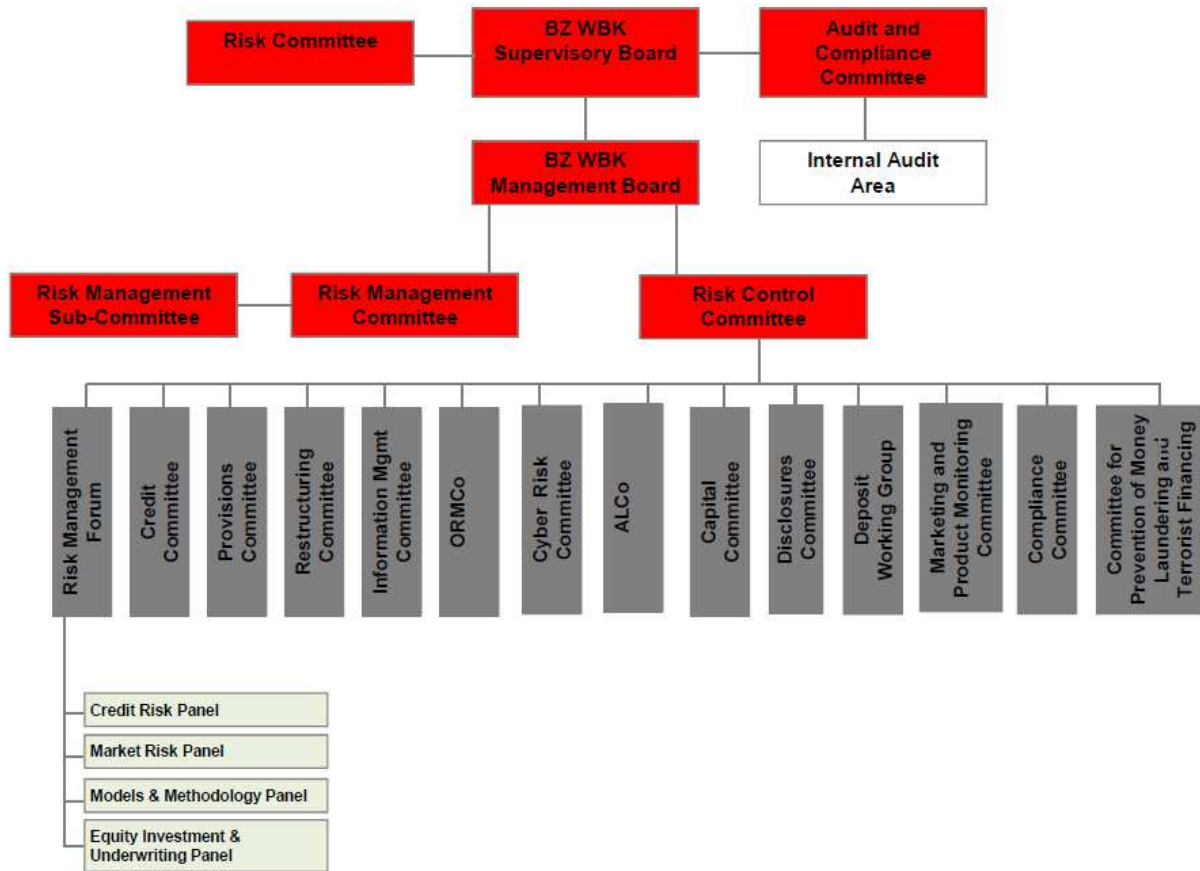 Risk Committee
BZ WBK
Supervisory Board
Audit and
Compliance
Committee
BZ WBK
Management Board
Internal Audit
Area
Risk Management
Sub-Committee
Risk Management
Committee
Risk Control
Committee
Risk Management
Forum
Credit
Committee
Provisions
Committee
Restructuring
Committee
Information Mgmt
Committee
ORMCo
Cyber Risk
Committee
ALCo
Capital
Committee
Disclosures
Committee
Deposit
Working Group
Marketing and
Product Monitoring
Committee
Compliance
Committee
Committee for
Prevention of Money
Laundering and
Terrorist Financing
Credit Risk Panel
Market Risk Panel
Models & Methodology Panel
Equity Investment &
Underwriting Panel